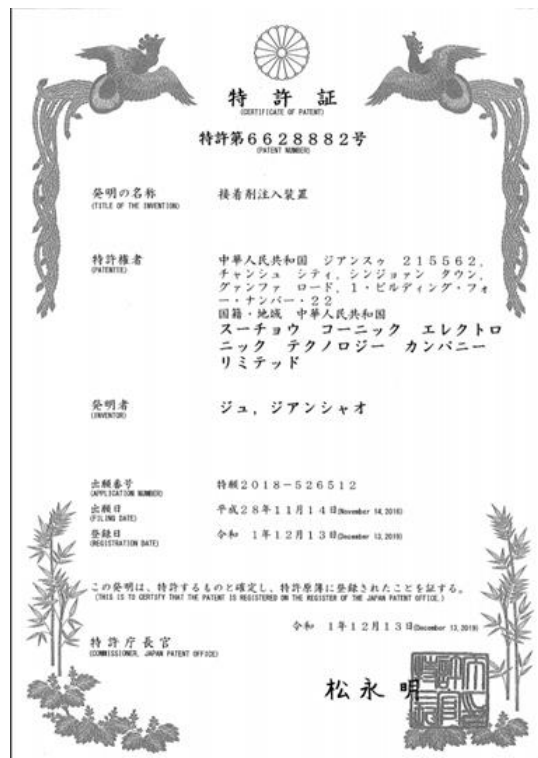 特許証
(CERTIFICATE OF PATENT)
特許第6628882号
(PATENT NUMBER)
発明の名称 接着剤注入装置
(TITLE OF THE INVENTION)
特許権者 中華人民共和国 ジアンスゥ 215562,
(PATENTEE) チャンシュ シティ, シンジョァン タウン,
グァンファ ロード, 1・ビルディング・フォ
ー・ナンバー・22
国籍・地域 中華人民共和国
スーチョウ コーニック エレクトロ
ニック テクノロジー カンパニー
リミテッド
発明者 ジュ, ジアンシャオ
(INVENTOR)
出願番号 特願2018-526512
(APPLICATION NUMBER)
出願日 平成28年11月14日(November 14, 2016)
(FILING DATE)
登録日 令和 1年12月13日(December 13, 2019)
(REGISTRATION DATE)
この発明は、特許するものと確定し、特許原簿に登録されたことを証する。
(THIS IS TO CERTIFY THAT THE PATENT IS REGISTERED ON THE REGISTER OF THE JAPAN PATENT OFFICE.)
令和 1年12月13日(December 13, 2019)
特許庁長官
(COMMISSIONER, JAPAN PATENT OFFICE)
松永明